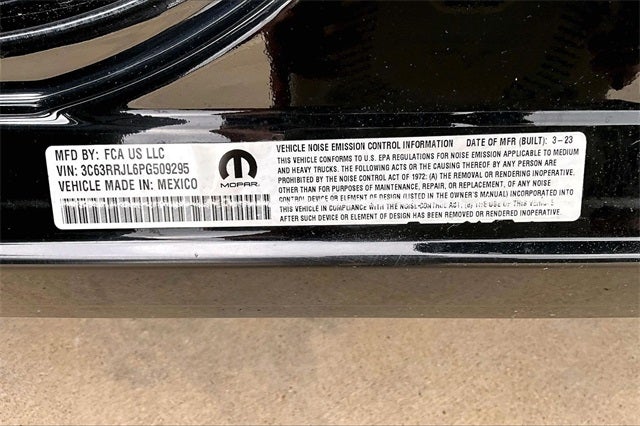 MFD BY: FCA US LLC
VIN: 3C63RRJL6PG509295
VEHICLE MADE IN: MEXICO
MOPAR
VEHICLE NOISE EMISSION CONTROL INFORMATION DATE OF MFR (BUILT): 3-23
THIS VEHICLE CONFORMS TO U.S. EPA REGULATIONS FOR NOISE EMISSION APPLICABLE TO MEDIUM
AND HEAVY TRUCKS. THE FOLLOWING ACTS OR THE CAUSING THEREOF BY ANY PERSON ARE
PROHIBITED BY THE NOISE CONTROL ACT OF 1972: (A) THE REMOVAL OR RENDERING INOPERATIVE, OTHER THAN FOR
PURPOSES OF MAINTENANCE, REPAIR, OR REPLACEMENT, OF ANY NOISE
CONTROL DEVICE OR ELEMENT OF DESIGN (LISTED IN THE OWNER'S MANUAL) INCORPORATED INTO
THIS VEHICLE IN COMPLIANCE WITH THE NOISE CONTROL ACT, (B) THE USE OF THIS VEHICLE
AFTER SUCH DEVICE OR ELEMENT OF DESIGN HAS BEEN REMOVED OR RENDERED INOPERATIVE.